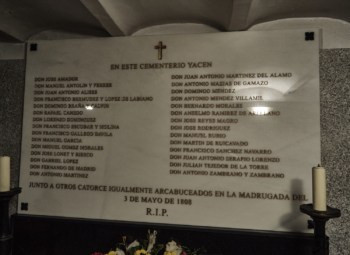 EN ESTE CEMENTERIO YACEN
DON JOSE AMADOR
DON MANUEL ANTOLIN Y FERRER
DON JUAN ANTONIO ALISES
DON FRANCISCO BERMUDEZ Y LOPEZ DE LABIANO
DON DOMINGO BRAÑA
DON RAFAEL CANEDO
DON LORENZO DOMINGUEZ
DON FRANCISCO ESCOBAR Y MOLINA
DON FRANCISCO GALLEGO DAVILA
DON MANUEL GARCIA
DON MIGUEL GOMEZ MORALES
DON JOSE LONET Y RIESCO
DON GABRIEL LOPEZ
DON FERNANDO DE MADRID
DON ANTONIO MARTINEZ
DON JUAN ANTONIO MARTINEZ DEL ALAMO
DON ANTONIO MAZIAS DE GAMAZO
DON DOMINGO MENDEZ
DON ANTONIO MENDEZ VILLAMIL
DON BERNARDO MORALES
DON ANSELMO RAMIREZ DE ARELLANO
DON JOSE REYES MAGRO
DON JOSE RODRIGUEZ
DON MANUEL RUBIO
DON MARTIN DE RUICAVADO
DON FRANCISCO SANCHEZ NAVARRO
DON JUAN ANTONIO SERAPIO LORENZO
DON JULIAN TEJEDOR DE LA TORRE
DON ANTONIO ZAMBRANO Y ZAMBRANO
JUNTO A OTROS CATORCE IGUALMENTE ARCABUCEADOS EN LA MADRUGADA DEL
3 DE MAYO DE 1808
R.I.P.